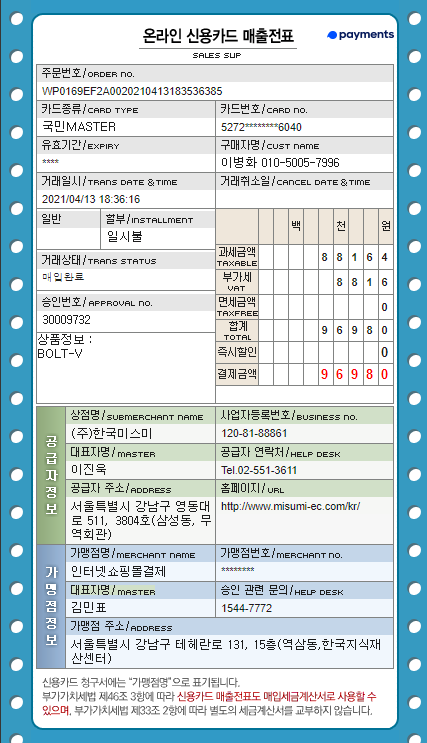 온라인 신용카드 매출전표
payments
SALES SLIP
주문번호/ORDER NO.
WP0169EF2A0020210413183536385
카드종류/CARD TYPE 카드번호/CARD NO.
국민MASTER 5272********6040
유효기간/EXPIRY 구매자명/CUST NAME
**** 이병화 010-5005-7996
거래일시/TRANS DATE & TIME 거래취소일/CANCEL DATE & TIME
2021/04/13 18:36:16
일반 할부/INSTALLMENT 백 천 원
일시불
과세금액 TAXABLE 88164
거래상태/TRANS STATUS
매입완료
부가세 VAT 8816
승인번호/APPROVAL NO.
30009732
면세금액 TAXFREE 0
상품정보 :
BOLT-V
합계 TOTAL 96980
즉시할인 0
결제금액 96980
공급자정보
상점명/SUBMERCHANT NAME 사업자등록번호/BUSINESS NO.
(주)한국미스미 120-81-88861
대표자명/MASTER 공급자 연락처/HELP DESK
이진욱 Tel.02-551-3611
공급자 주소/ADDRESS 홈페이지/URL
서울특별시 강남구 영동대 http://www.misumi-ec.com/kr/
로 511, 3804호(삼성동, 무
역회관)
가맹점정보
가맹점명/MERCHANT NAME 가맹점번호/MERCHANT NO.
인터넷쇼핑몰결제 ********
대표자명/MASTER 승인 관련 문의/HELP DESK
김민표 1544-7772
가맹점 주소/ADDRESS
서울특별시 강남구 테헤란로 131, 15층(역삼동,한국지식재
산센터)
신용카드 청구서에는 "가맹점명"으로 표기됩니다.
부가가치세법 제46조 3항에 따라 신용카드 매출전표도 매입세금계산서로 사용할 수
있으며, 부가가치세법 제33조 2항에 따라 별도의 세금계산서를 교부하지 않습니다.